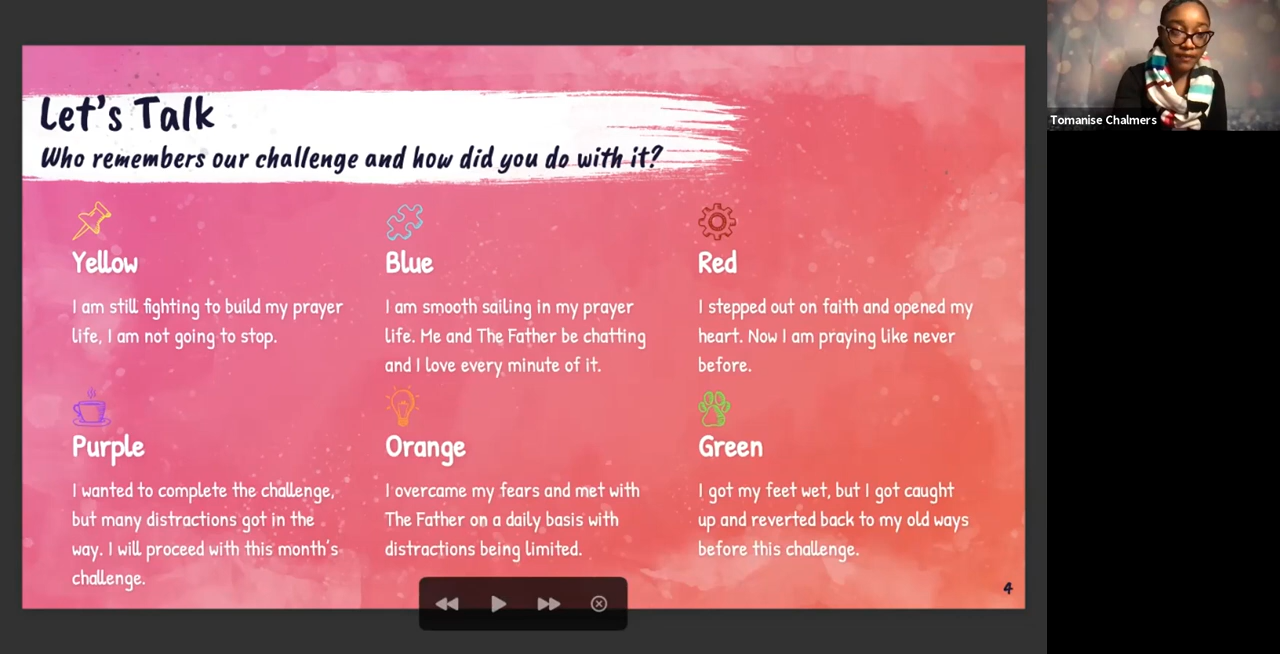 Let's Talk
Who remembers our challenge and how did you do with it?
Yellow
I am still fighting to build my prayer
life, I am not going to stop.
Blue
I am smooth sailing in my prayer
life. Me and The Father be chatting
and I love every minute of it.
Red
I stepped out on faith and opened my
heart. Now I am praying like never
before.
Purple
I wanted to complete the challenge,
but many distractions got in the
way. I will proceed with this month's
challenge.
Orange
I overcame my fears and met with
The Father on a daily basis with
distractions being limited.
Green
I got my feet wet, but I got caught
up and reverted back to my old ways
before this challenge.
4
Tomanise Chalmers